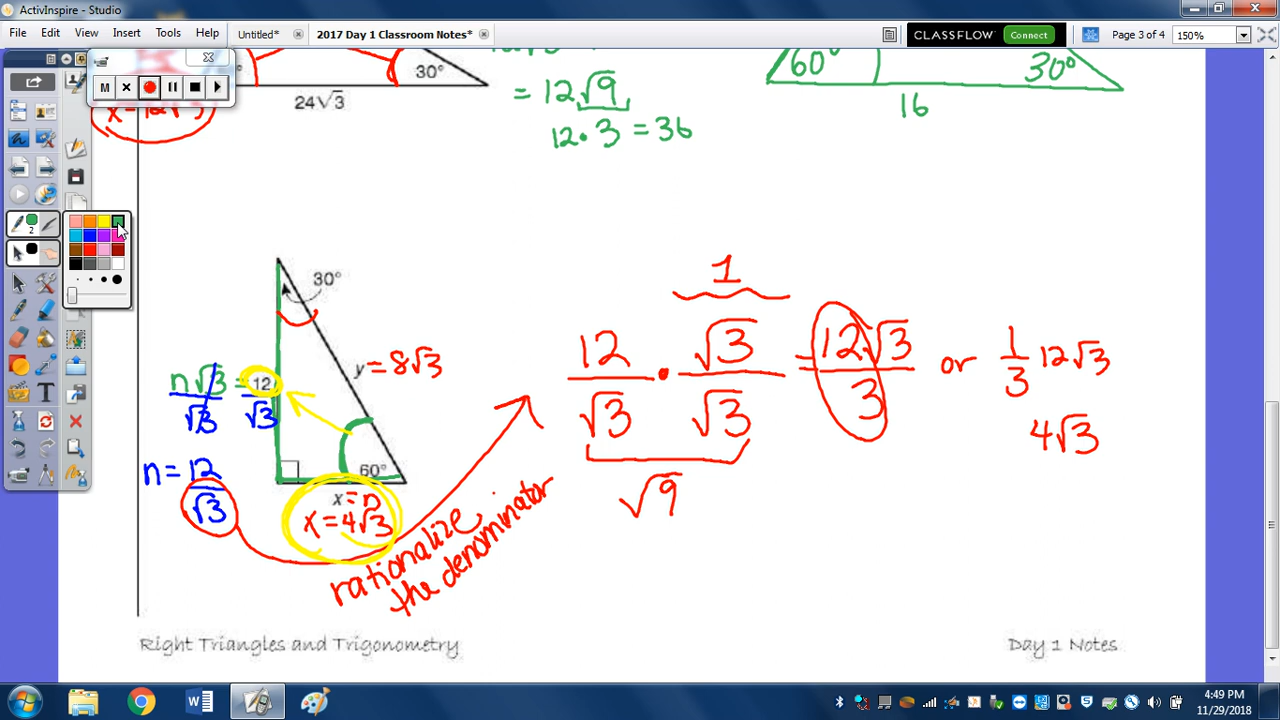 ActivInspire - Studio
File Edit View Insert Tools Help
Untitled*
2017 Day 1 Classroom Notes*
CLASSFLOW Connect
Page 3 of 4
150%
M
30°
24√3
= 12√9
12•3 = 36
60°
30°
16
2
30°
n√3 = 12
√3 √3
y = 8√3
60°
n = 12
√3
x = n
x = 4√3
rationalize
the denominator
1
12 • √3 = 12√3 or 1/3 12√3
√3 √3 3
4√3
√9
Right Triangles and Trigonometry
Day 1 Notes
W
4:49 PM
11/29/2018